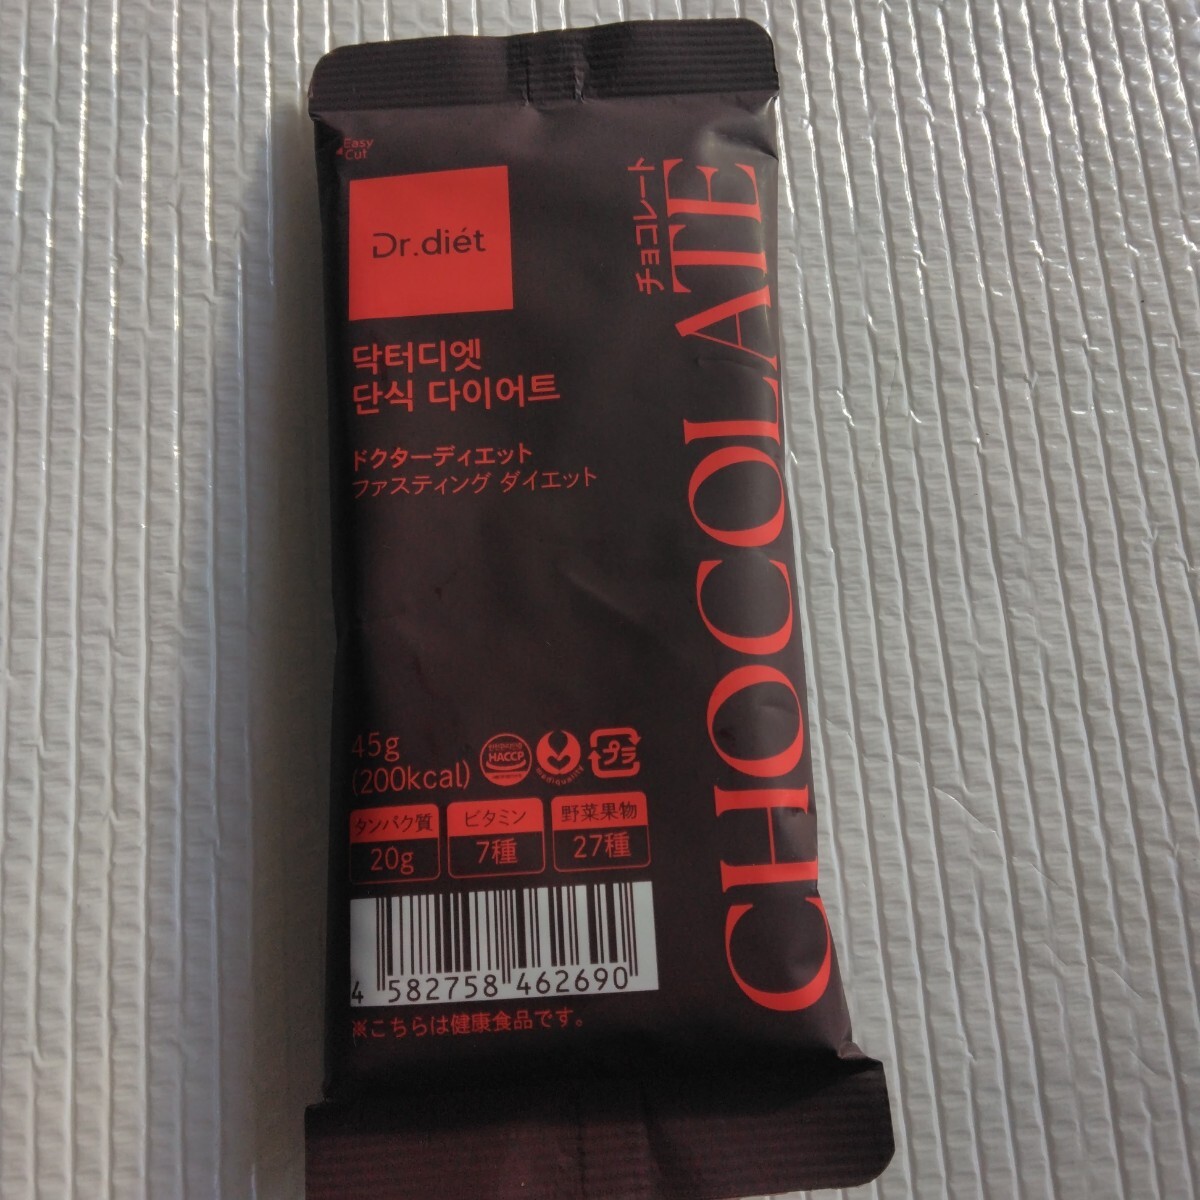 Easy
Cut
Dr.diét
닥터디엣
단식 다이어트
ドクターディエット
ファスティング ダイエット
チョコレート
CHOCOLATE
45g
(200kcal)
HACCP
mediquality
プラ
タンパク質
20g
ビタミン
7種
野菜果物
27種
4 582758 462690
※こちらは健康食品です。